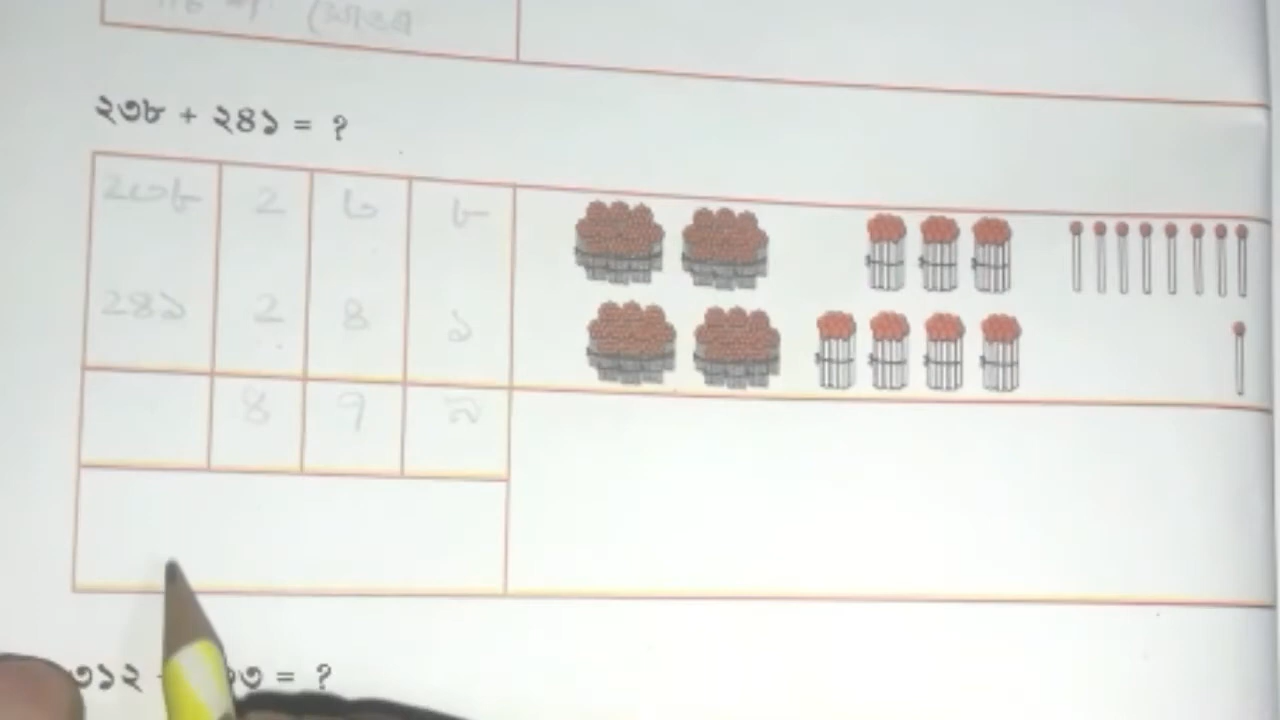 ২৩৮ + ২৪১ = ?
২৩৮ ২ ৩ ৮
২৪১ ২ ৪ ১
৪ ৭ ৯
= ?